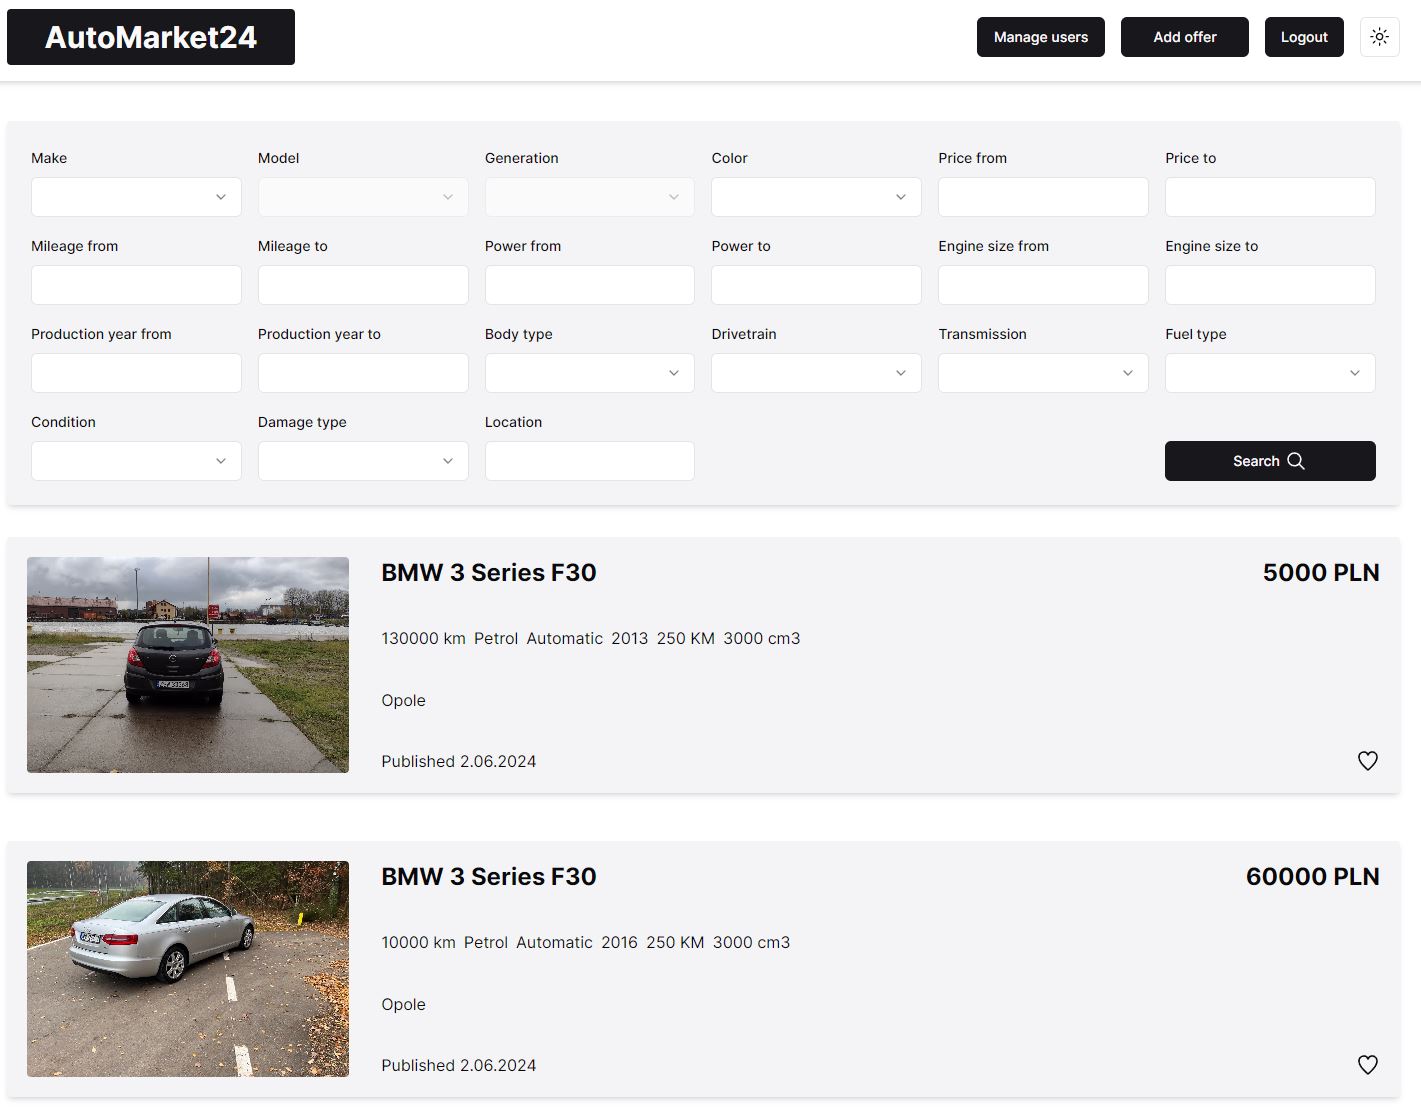 AutoMarket24
Manage users Add offer Logout
Make Model Generation Color Price from Price to
Mileage from Mileage to Power from Power to Engine size from Engine size to
Production year from Production year to Body type Drivetrain Transmission Fuel type
Condition Damage type Location
Search
BMW 3 Series F30 5000 PLN
130000 km Petrol Automatic 2013 250 KM 3000 cm3
Opole
Published 2.06.2024
BMW 3 Series F30 60000 PLN
10000 km Petrol Automatic 2016 250 KM 3000 cm3
Opole
Published 2.06.2024